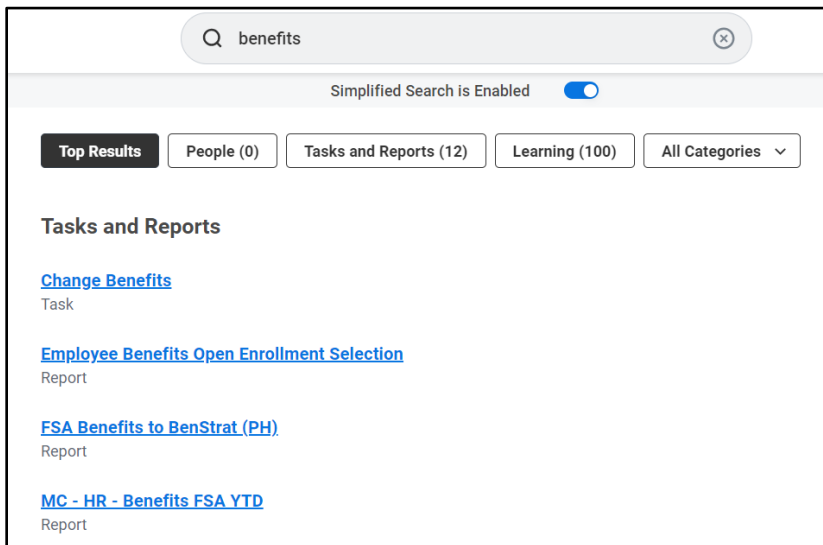 benefits
Simplified Search is Enabled
Top Results People (0) Tasks and Reports (12) Learning (100) All Categories
Tasks and Reports
Change Benefits
Task
Employee Benefits Open Enrollment Selection
Report
FSA Benefits to BenStrat (PH)
Report
MC - HR - Benefits FSA YTD
Report